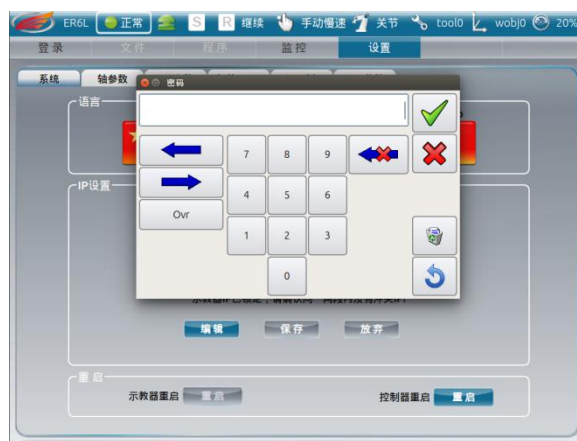 ER6L 正常 S R 继续 手动慢速 关节 tool0 wobj0 20%
登录 文件 程序 监控 设置
系统 轴参数
密码
语言
7 8 9
IP设置
4 5 6
Ovr
1 2 3
0
编辑 保存 放弃
重启
示教器重启 重启 控制器重启 重启